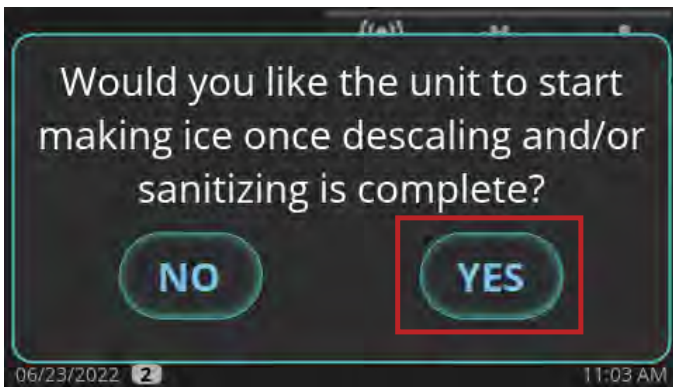 Would you like the unit to start
making ice once descaling and/or
sanitizing is complete?
NO YES
06/23/2022 2 11:03 AM